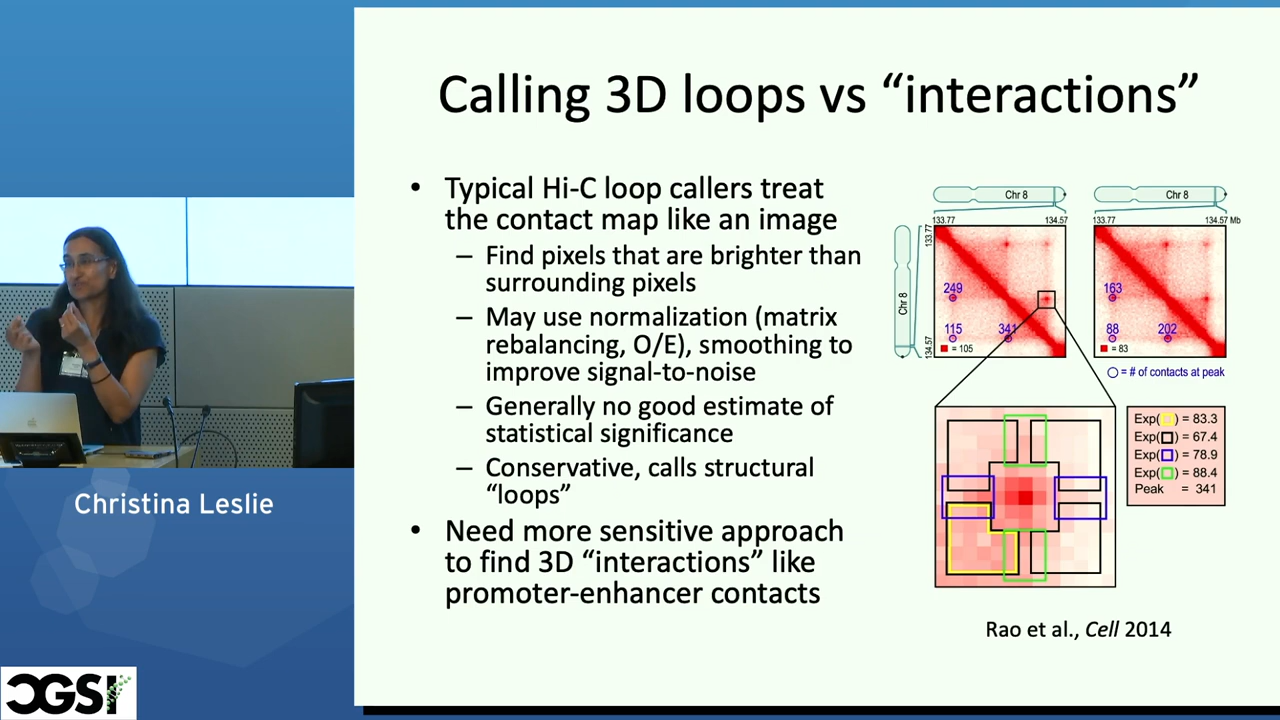 Calling 3D loops vs “interactions”
• Typical Hi-C loop callers treat
the contact map like an image
– Find pixels that are brighter than
surrounding pixels
– May use normalization (matrix
rebalancing, O/E), smoothing to
improve signal-to-noise
– Generally no good estimate of
statistical significance
– Conservative, calls structural
“loops”
• Need more sensitive approach
to find 3D “interactions” like
promoter-enhancer contacts
Chr 8
133.77 134.57
Chr 8
133.77
134.57
249
115 341
= 105
Chr 8
133.77 134.57 Mb
163
88 202
= 83
= # of contacts at peak
Exp( ) = 83.3
Exp( ) = 67.4
Exp( ) = 78.9
Exp( ) = 88.4
Peak = 341
Rao et al., Cell 2014
Christina Leslie
CGSI